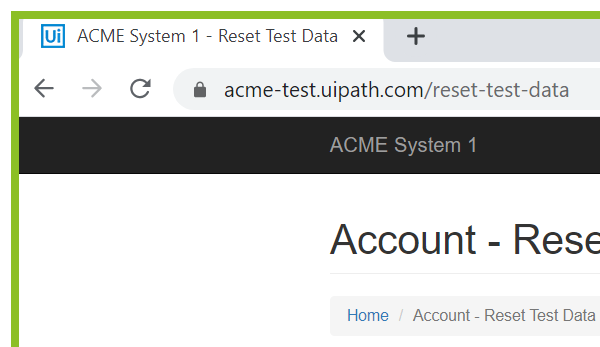 Ui ACME System 1 - Reset Test Data
acme-test.uipath.com/reset-test-data
ACME System 1
Account - Rese
Home / Account - Reset Test Data